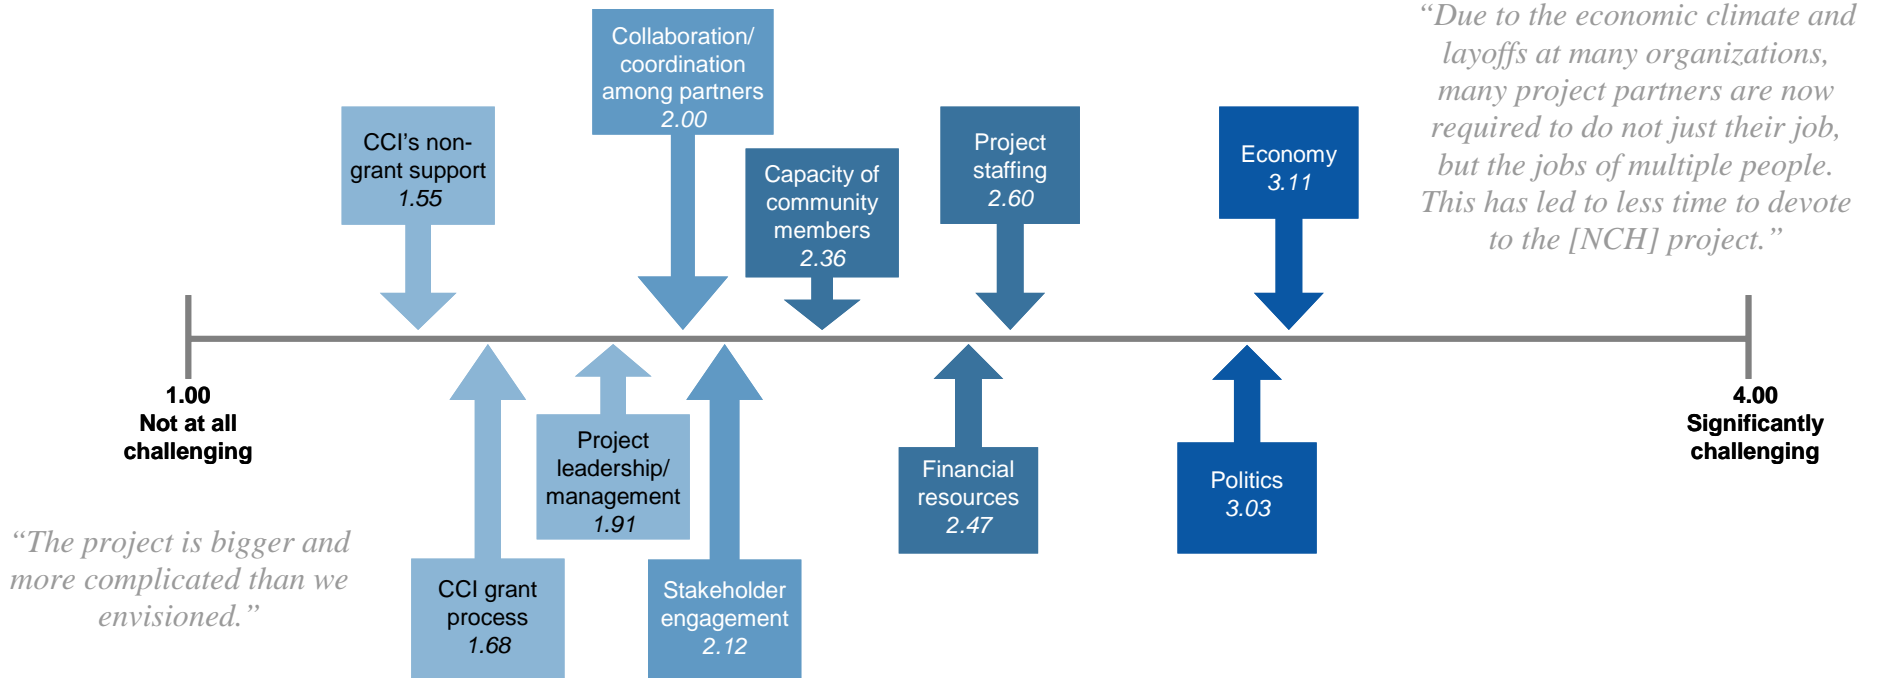 Collaboration/
coordination
among partners
2.00
“Due to the economic climate and
layoffs at many organizations,
many project partners are now
required to do not just their job,
but the jobs of multiple people.
This has led to less time to devote
to the [NCH] project.”
CCI’s non-
grant support
1.55
Capacity of
community
members
2.36
Project
staffing
2.60
Economy
3.11
1.00
Not at all
challenging
4.00
Significantly
challenging
Project
leadership/
management
1.91
Financial
resources
2.47
Politics
3.03
“The project is bigger and
more complicated than we
envisioned.”
CCI grant
process
1.68
Stakeholder
engagement
2.12